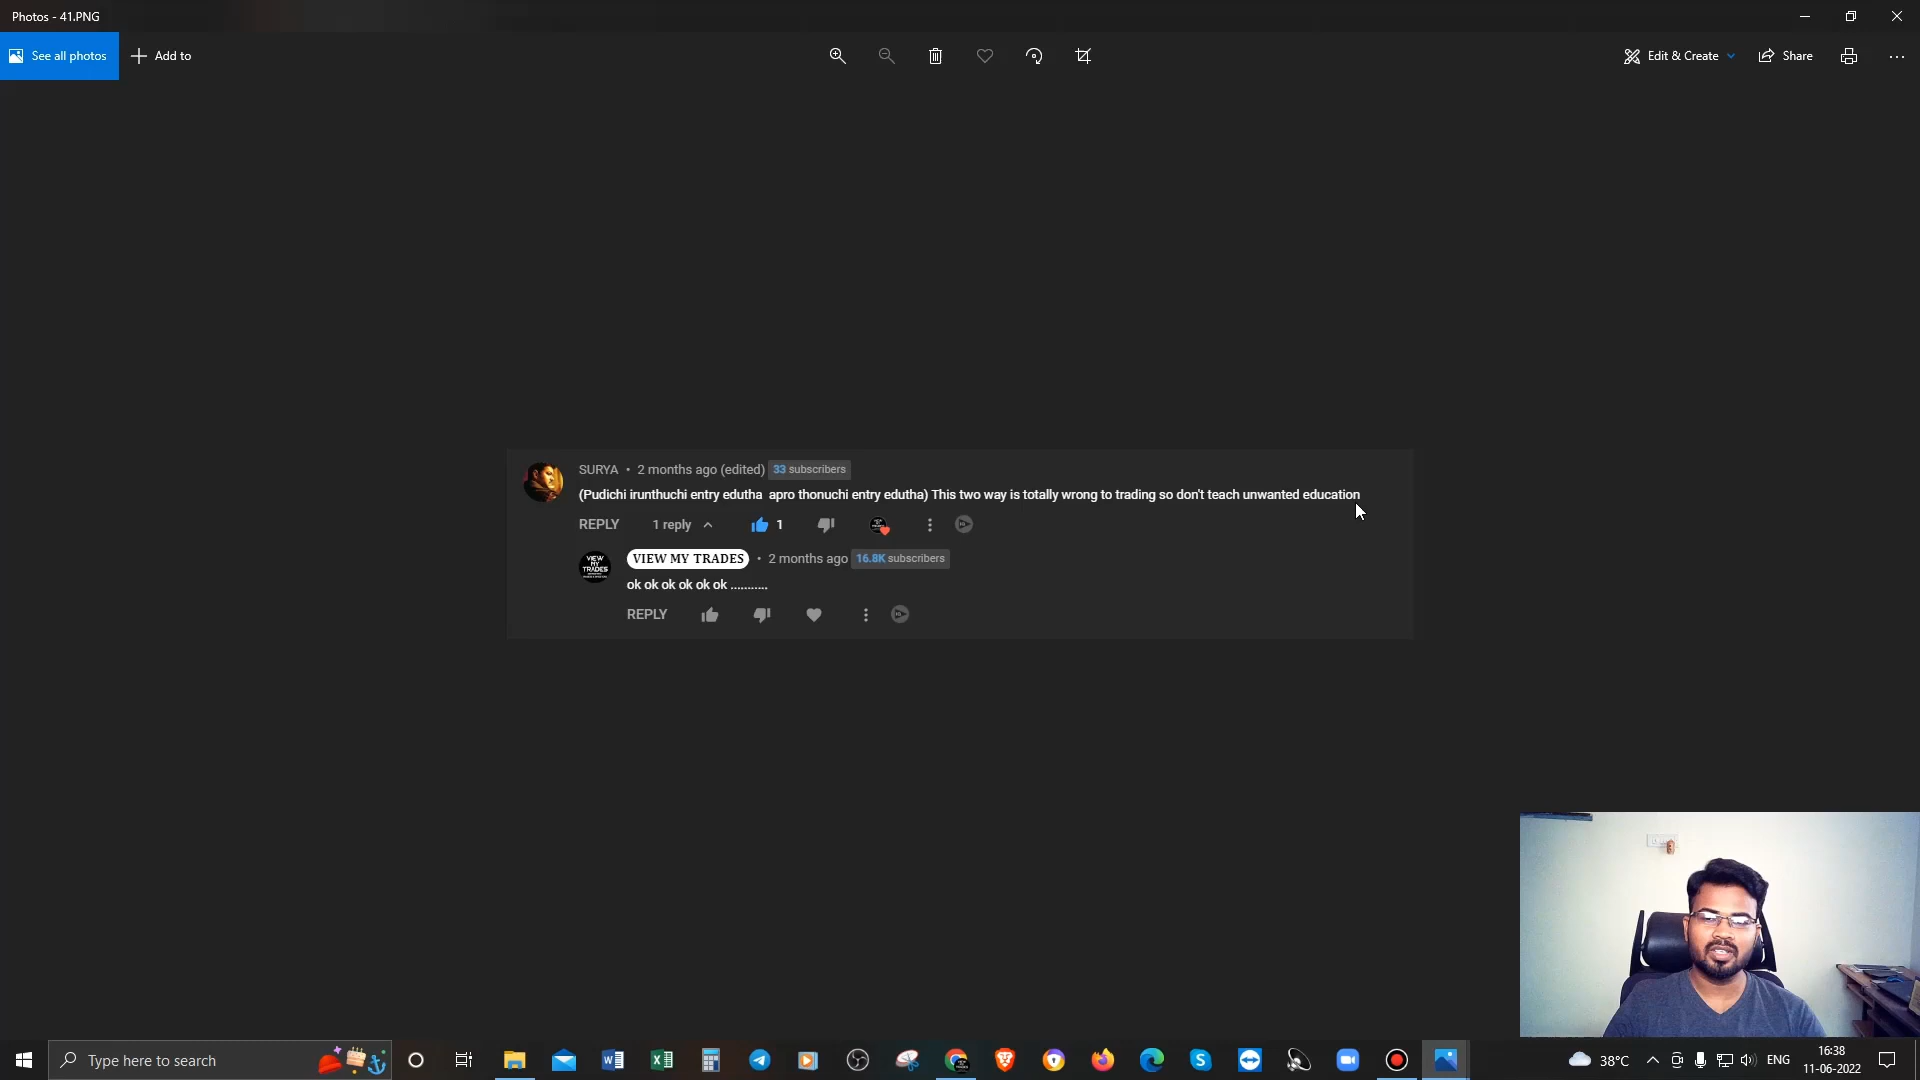 Photos - 41.PNG
See all photos
Add to
Edit & Create
Share
SURYA • 2 months ago (edited) 33 subscribers
(Pudichi irunthuchi entry edutha apro thonuchi entry edutha) This two way is totally wrong to trading so don't teach unwanted education
REPLY 1 reply 1
VIEW MY TRADES
VIEW MY TRADES • 2 months ago 16.8K subscribers
ok ok ok ok ok ok ...........
REPLY
Type here to search
38°C
ENG
16:38
11-06-2022